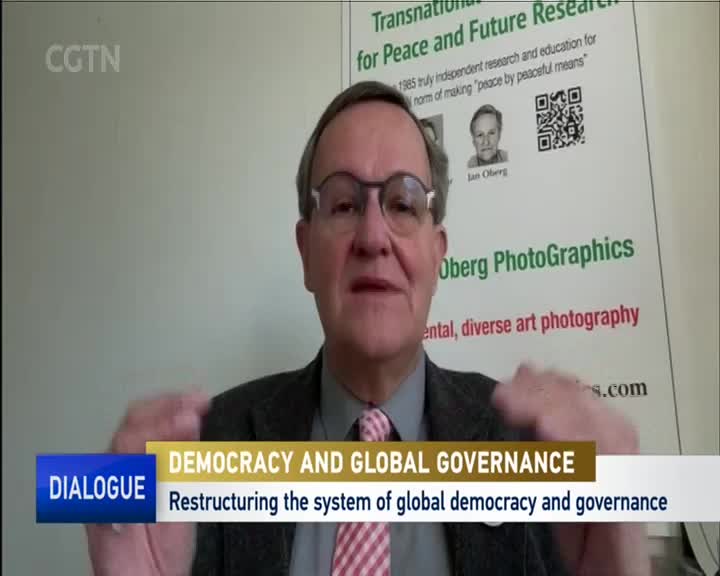 CGTN
Transnational
for Peace and Future Research
1985 truly independent research and education for
norm of making "peace by peaceful means"
Jan Oberg
Oberg PhotoGraphics
diverse art photography
.com
DEMOCRACY AND GLOBAL GOVERNANCE
DIALOGUE
Restructuring the system of global democracy and governance